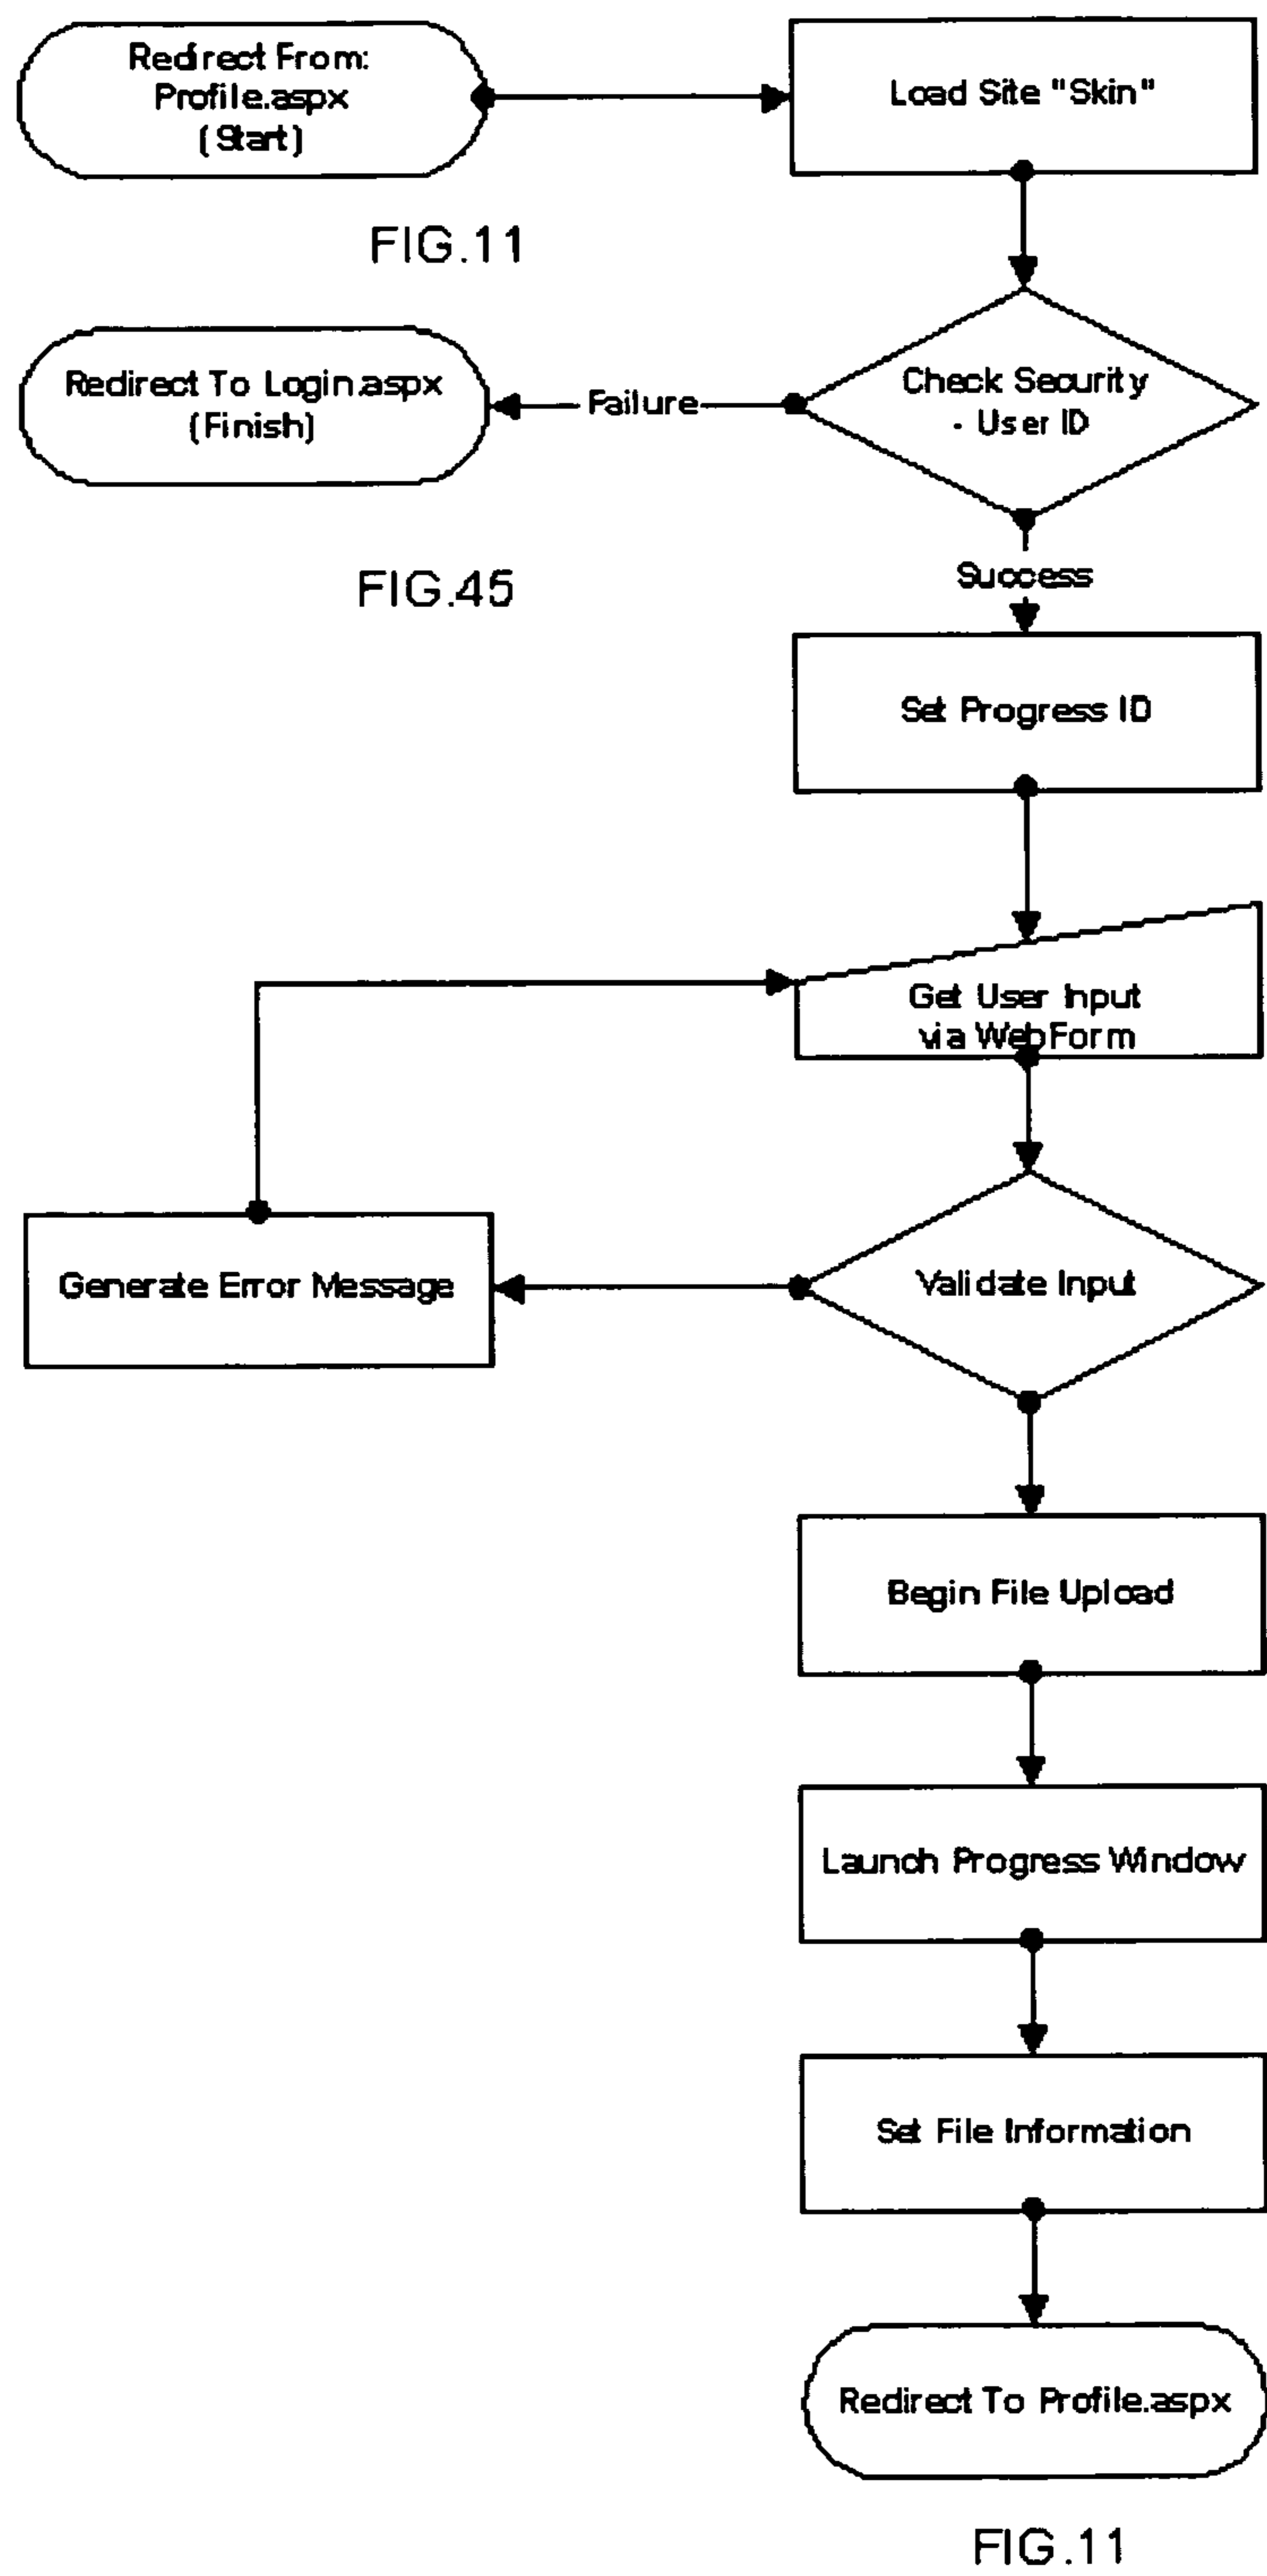 Redirect From:
Profile.aspx
(Start)
Load Site "Skin"
FIG.11
Redirect To Login.aspx
(Finish)
Failure
Check Security
- User ID
FIG.45
Success
Set Progress ID
Get User Input
via WebForm
Generate Error Message
Validate Input
Begin File Upload
Launch Progress Window
Set File Information
Redirect To Profile.aspx
FIG.11